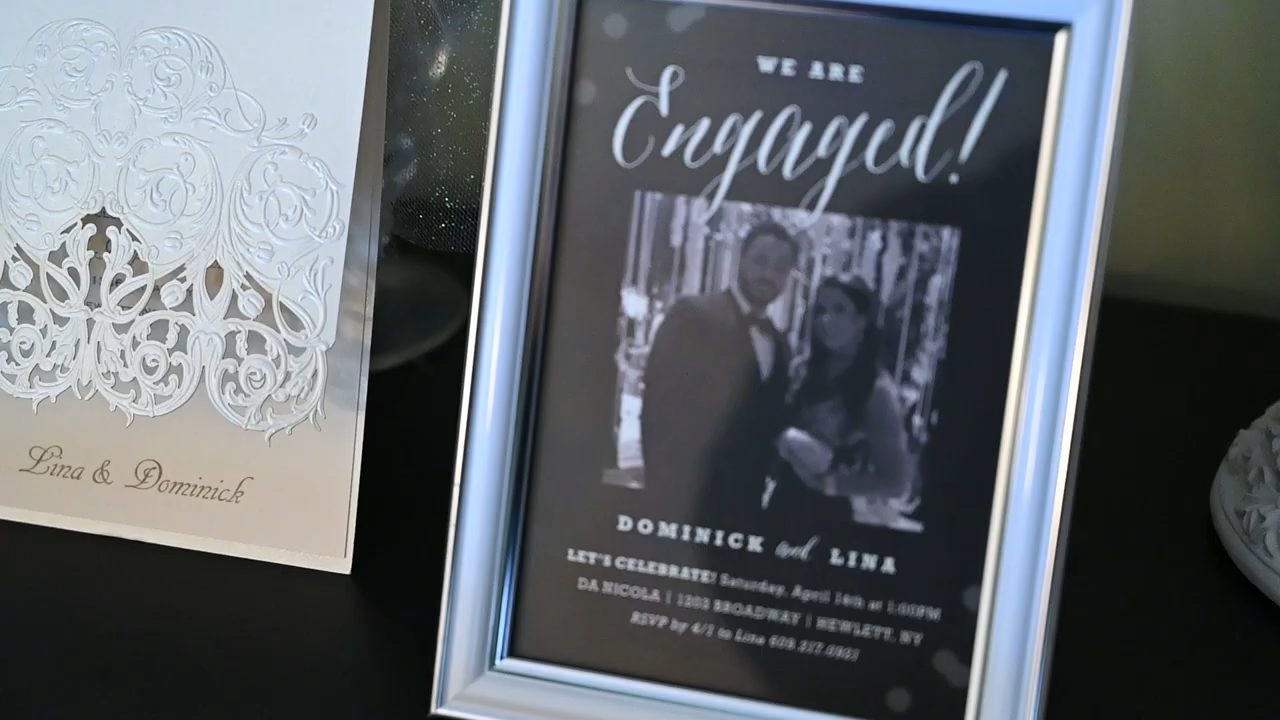 Lina & Dominick
WE ARE
Engaged!
DOMINICK and LINA
LET'S CELEBRATE! Saturday, April 14th at 1:00PM
DA NICOLA | 1203 BROADWAY | HEWLETT, NY
RSVP by 4/1 to Lina